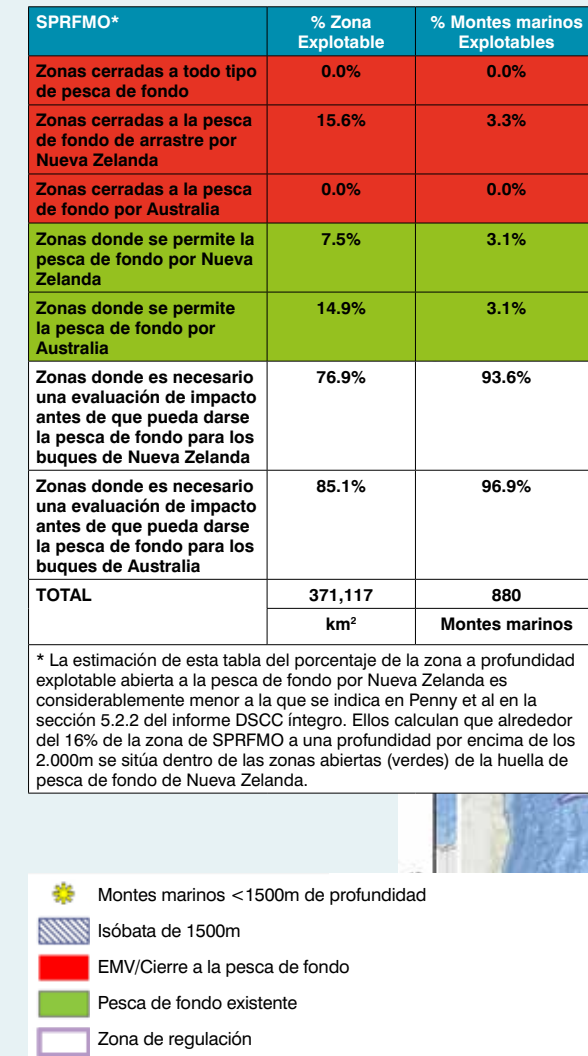 SPRFMO*
% Zona
Explotable
% Montes marinos
Explotables
Zonas cerradas a todo tipo
de pesca de fondo
0.0%
0.0%
Zonas cerradas a la pesca
de fondo de arrastre por
Nueva Zelanda
15.6%
3.3%
Zonas cerradas a la pesca
de fondo por Australia
0.0%
0.0%
Zonas donde se permite la
pesca de fondo por Nueva
Zelanda
7.5%
3.1%
Zonas donde se permite
la pesca de fondo por
Australia
14.9%
3.1%
Zonas donde es necesario
una evaluación de impacto
antes de que pueda darse
la pesca de fondo para los
buques de Nueva Zelanda
76.9%
93.6%
Zonas donde es necesario
una evaluación de impacto
antes de que pueda darse
la pesca de fondo para los
buques de Australia
85.1%
96.9%
TOTAL
371,117
880
km²
Montes marinos
* La estimación de esta tabla del porcentaje de la zona a profundidad
explotable abierta a la pesca de fondo por Nueva Zelanda es
considerablemente menor a la que se indica en Penny et al en la
sección 5.2.2 del informe DSCC íntegro. Ellos calculan que alrededor
del 16% de la zona de SPRFMO a una profundidad por encima de los
2.000m se sitúa dentro de las zonas abiertas (verdes) de la huella de
pesca de fondo de Nueva Zelanda.
Montes marinos <1500m de profundidad
Isóbata de 1500m
EMV/Cierre a la pesca de fondo
Pesca de fondo existente
Zona de regulación